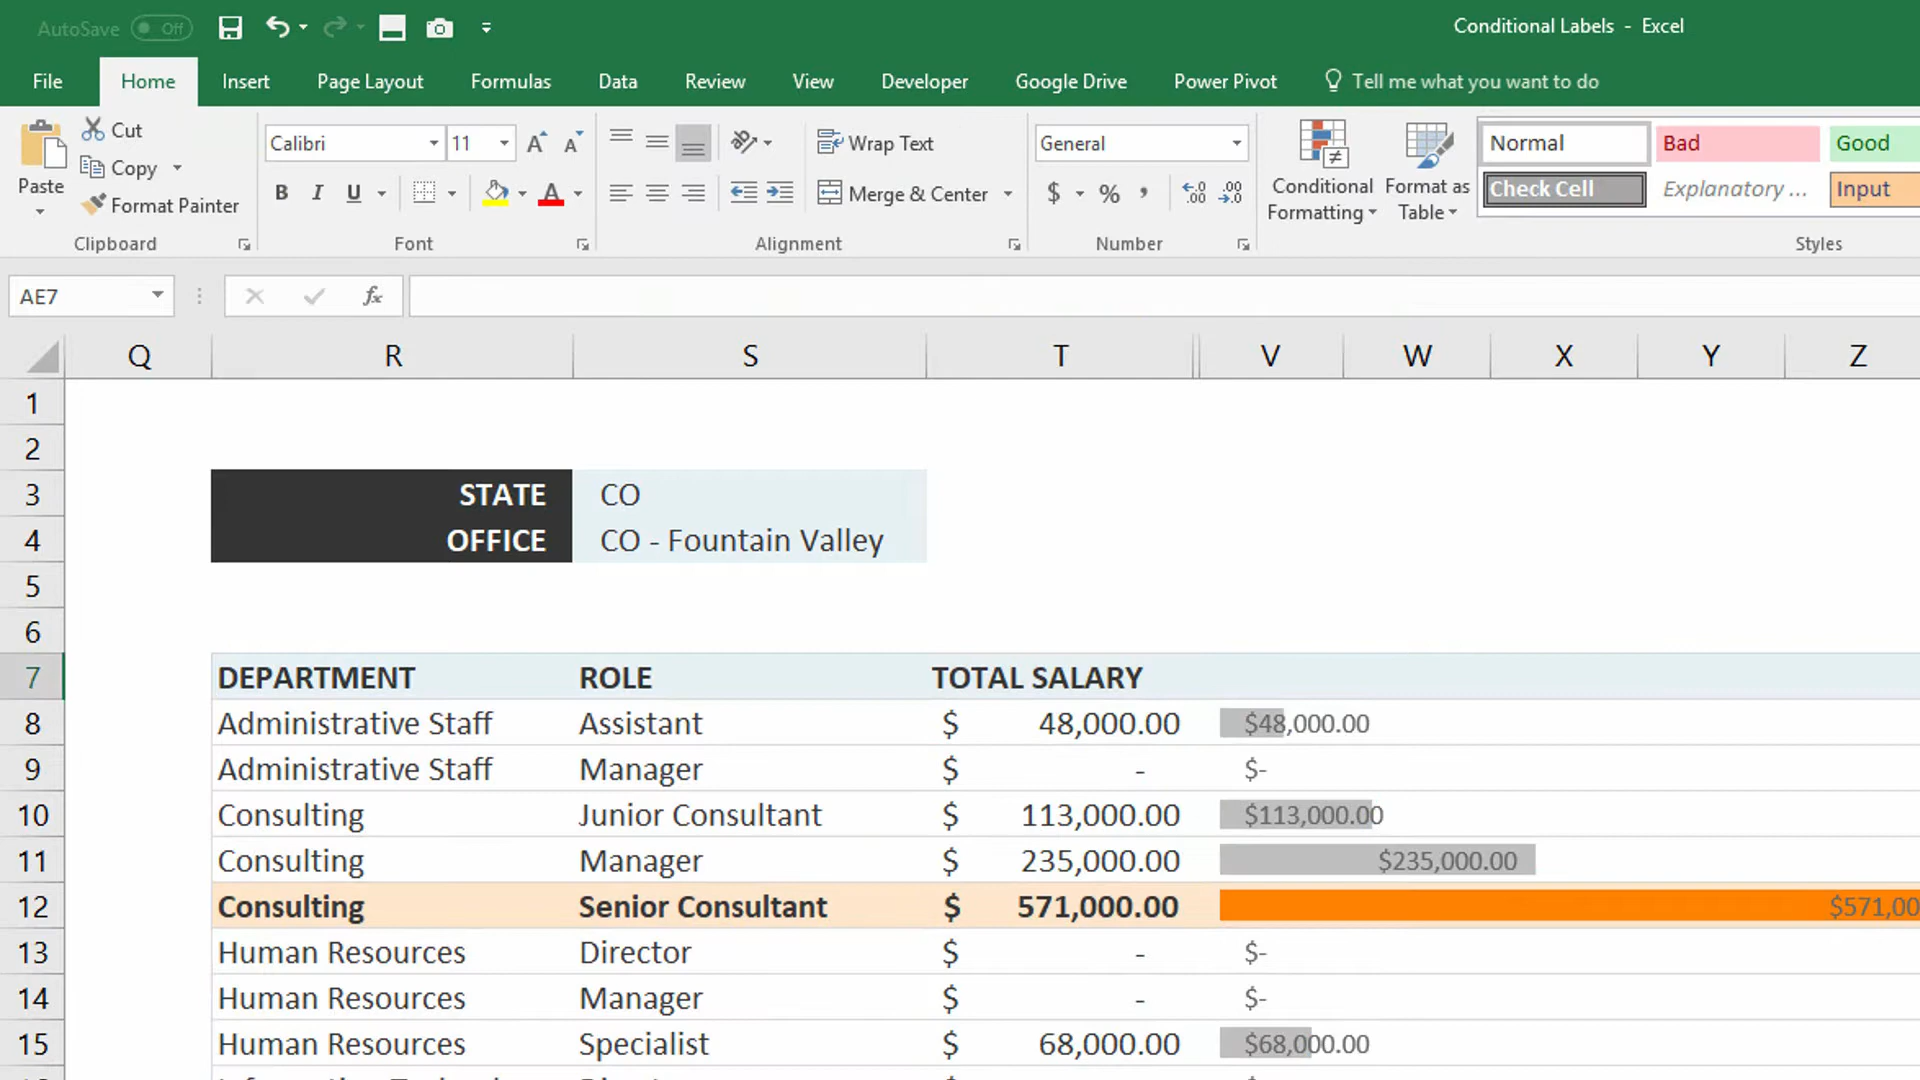 AutoSave Off
Conditional Labels - Excel
File Home Insert Page Layout Formulas Data Review View Developer Google Drive Power Pivot Tell me what you want to do
Paste
Cut
Copy
Format Painter
Clipboard
Calibri 11
B I U
Font
Wrap Text
Merge & Center
Alignment
General
$ % ,
Number
Conditional Formatting
Format as Table
Normal Bad Good
Check Cell Explanatory ... Input
Styles
AE7 fx
Q R S T V W X Y Z
1
2
3 STATE CO
4 OFFICE CO - Fountain Valley
5
6
7 DEPARTMENT ROLE TOTAL SALARY
8 Administrative Staff Assistant $ 48,000.00 $48,000.00
9 Administrative Staff Manager $ - $-
10 Consulting Junior Consultant $ 113,000.00 $113,000.00
11 Consulting Manager $ 235,000.00 $235,000.00
12 Consulting Senior Consultant $ 571,000.00 $571,00
13 Human Resources Director $ - $-
14 Human Resources Manager $ - $-
15 Human Resources Specialist $ 68,000.00 $68,000.00